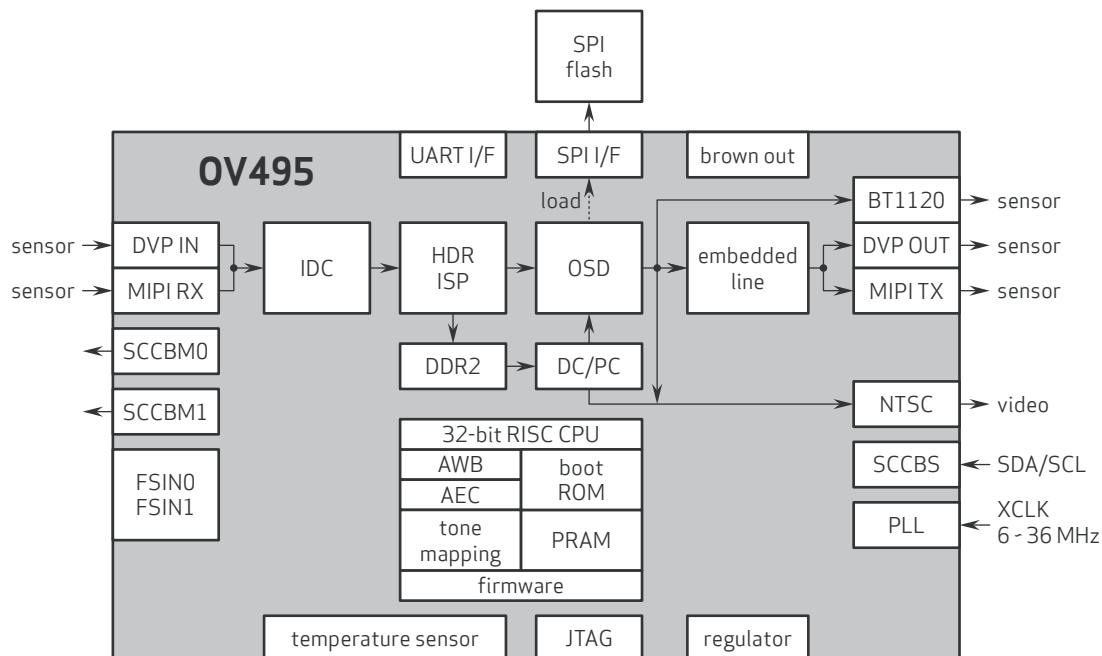 SPI
flash
OV495
UART I/F
SPI I/F
brown out
load
BT1120
sensor
sensor
DVP IN
IDC
HDR
ISP
OSD
embedded
line
DVP OUT
sensor
sensor
MIPI RX
MIPI TX
sensor
SCCBM0
DDR2
DC/PC
SCCBM1
NTSC
video
32-bit RISC CPU
AWB
boot
ROM
AEC
SCCBS
SDA/SCL
FSIN0
FSIN1
tone
mapping
PRAM
PLL
XCLK
6 - 36 MHz
firmware
temperature sensor
JTAG
regulator